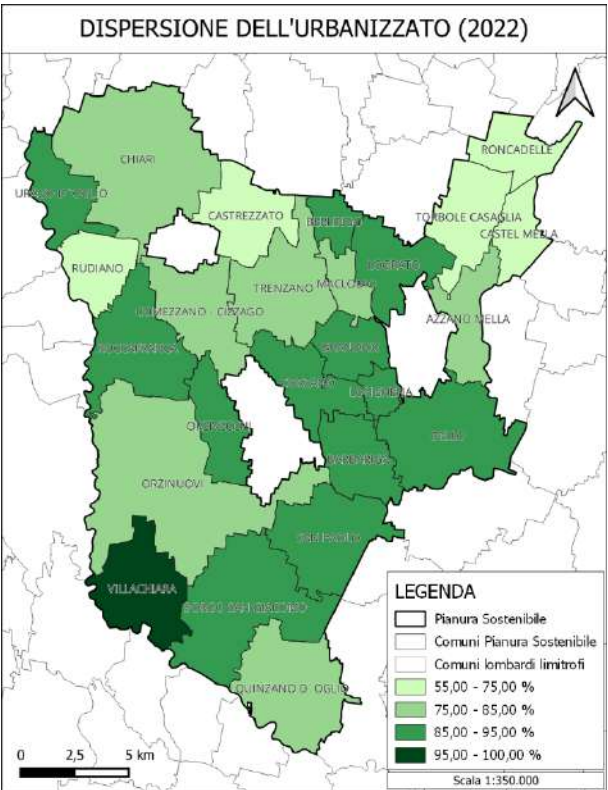 DISPERSIONE DELL'URBANIZZATO (2022)
RONCADELLE
CHIARI
URAGO D'OGLIO
CASTREZZATO
TORBOLE CASAGLIA
BERLINGO
CASTEL MELLA
LOGRATO
RUDIANO
TRENZANO
MACLODIO
COMEZZANO - CIZZAGO
AZZANO MELLA
BRANDICO
ROCCAFRANCA
CORZANO
LONGHENA
ORZIVECCHI
DELLO
BARBARIGA
ORZINUOVI
SAN PAOLO
VILLACHIARA
BORGO SAN GIACOMO
QUINZANO D OGLIO
LEGENDA
Pianura Sostenibile
Comuni Pianura Sostenibile
Comuni lombardi limitrofi
55,00 - 75,00 %
75,00 - 85,00 %
85,00 - 95,00 %
95,00 - 100,00 %
0 2,5 5 km
Scala 1:350.000